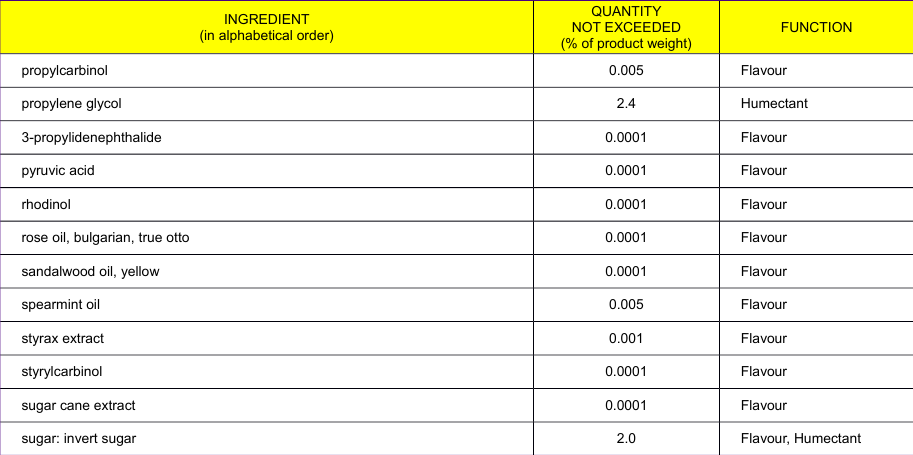 INGREDIENT
(in alphabetical order)
QUANTITY
NOT EXCEEDED
(% of product weight)
FUNCTION
propylcarbinol 0.005 Flavour
propylene glycol 2.4 Humectant
3-propylidenephthalide 0.0001 Flavour
pyruvic acid 0.0001 Flavour
rhodinol 0.0001 Flavour
rose oil, bulgarian, true otto 0.0001 Flavour
sandalwood oil, yellow 0.0001 Flavour
spearmint oil 0.005 Flavour
styrax extract 0.001 Flavour
styrylcarbinol 0.0001 Flavour
sugar cane extract 0.0001 Flavour
sugar: invert sugar 2.0 Flavour, Humectant